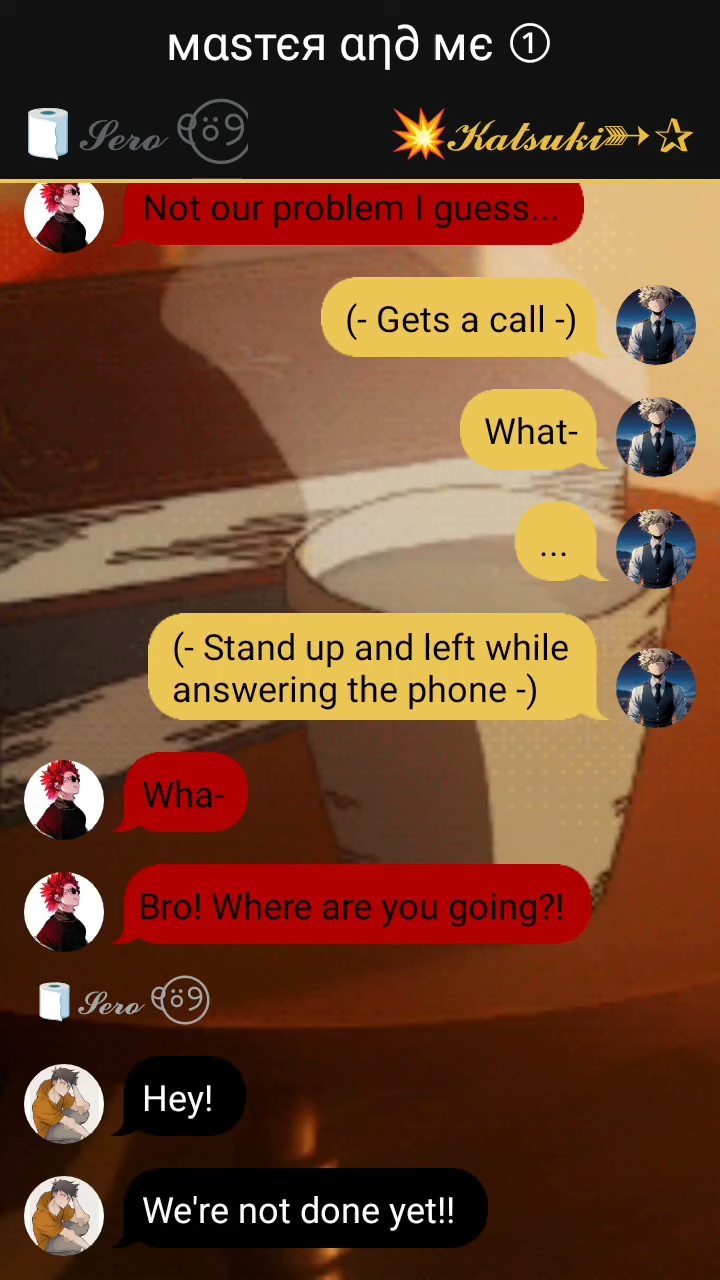 мαѕтєя αη∂ мє ①
🧻 𝓢𝓮𝓻𝓸
💥𝓚𝓪𝓽𝓼𝓾𝓴𝓲➳☆
Not our problem I guess...
(- Gets a call -)
What-
...
(- Stand up and left while
answering the phone -)
Wha-
Bro! Where are you going?!
🧻 𝓢𝓮𝓻𝓸
Hey!
We're not done yet!!